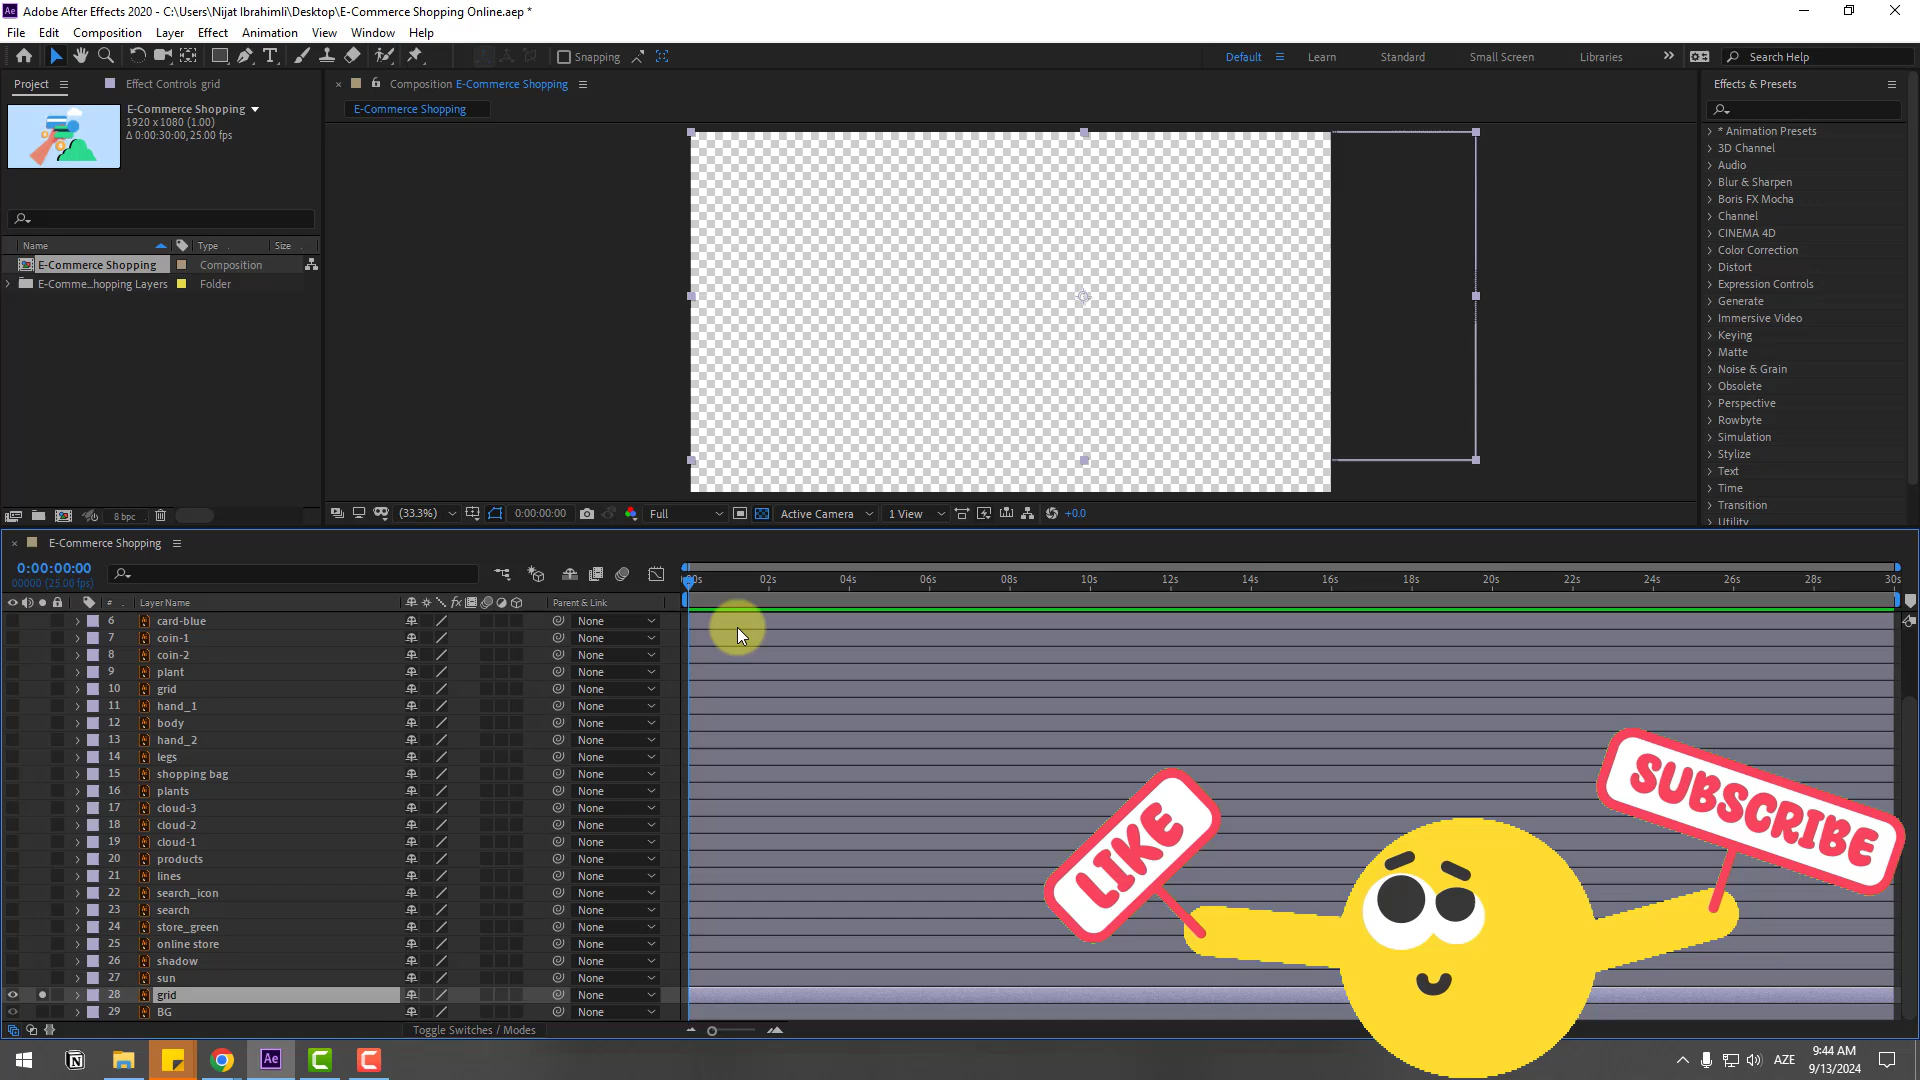 Ae Adobe After Effects 2020 - C:\Users\Nijat Ibrahimli\Desktop\E-Commerce Shopping Online.aep *
File Edit Composition Layer Effect Animation View Window Help
Snapping Default Learn Standard Small Screen Libraries Search Help
Project Effect Controls grid
E-Commerce Shopping
1920 x 1080 (1.00)
Δ 0:00:30:00, 25.00 fps
Name Type Size
E-Commerce Shopping Composition
E-Comme...hopping Layers Folder
8 bpc
Composition E-Commerce Shopping
E-Commerce Shopping
(33.3%) 0:00:00:00 Full Active Camera 1 View +0.0
Effects & Presets
* Animation Presets
3D Channel
Audio
Blur & Sharpen
Boris FX Mocha
Channel
CINEMA 4D
Color Correction
Distort
Expression Controls
Generate
Immersive Video
Keying
Matte
Noise & Grain
Obsolete
Perspective
Rowbyte
Simulation
Stylize
Text
Time
Transition
Utility
E-Commerce Shopping
0:00:00:00
00000 (25.00 fps)
00s 02s 04s 06s 08s 10s 12s 14s 16s 18s 20s 22s 24s 26s 28s 30s
# Layer Name fx Parent & Link
6 card-blue None
7 coin-1 None
8 coin-2 None
9 plant None
10 grid None
11 hand_1 None
12 body None
13 hand_2 None
14 legs None
15 shopping bag None
16 plants None
17 cloud-3 None
18 cloud-2 None
19 cloud-1 None
20 products None
21 lines None
22 search_icon None
23 search None
24 store_green None
25 online store None
26 shadow None
27 sun None
28 grid None
29 BG None
Toggle Switches / Modes
LIKE
SUBSCRIBE
Ae C C AZE 9:44 AM
9/13/2024